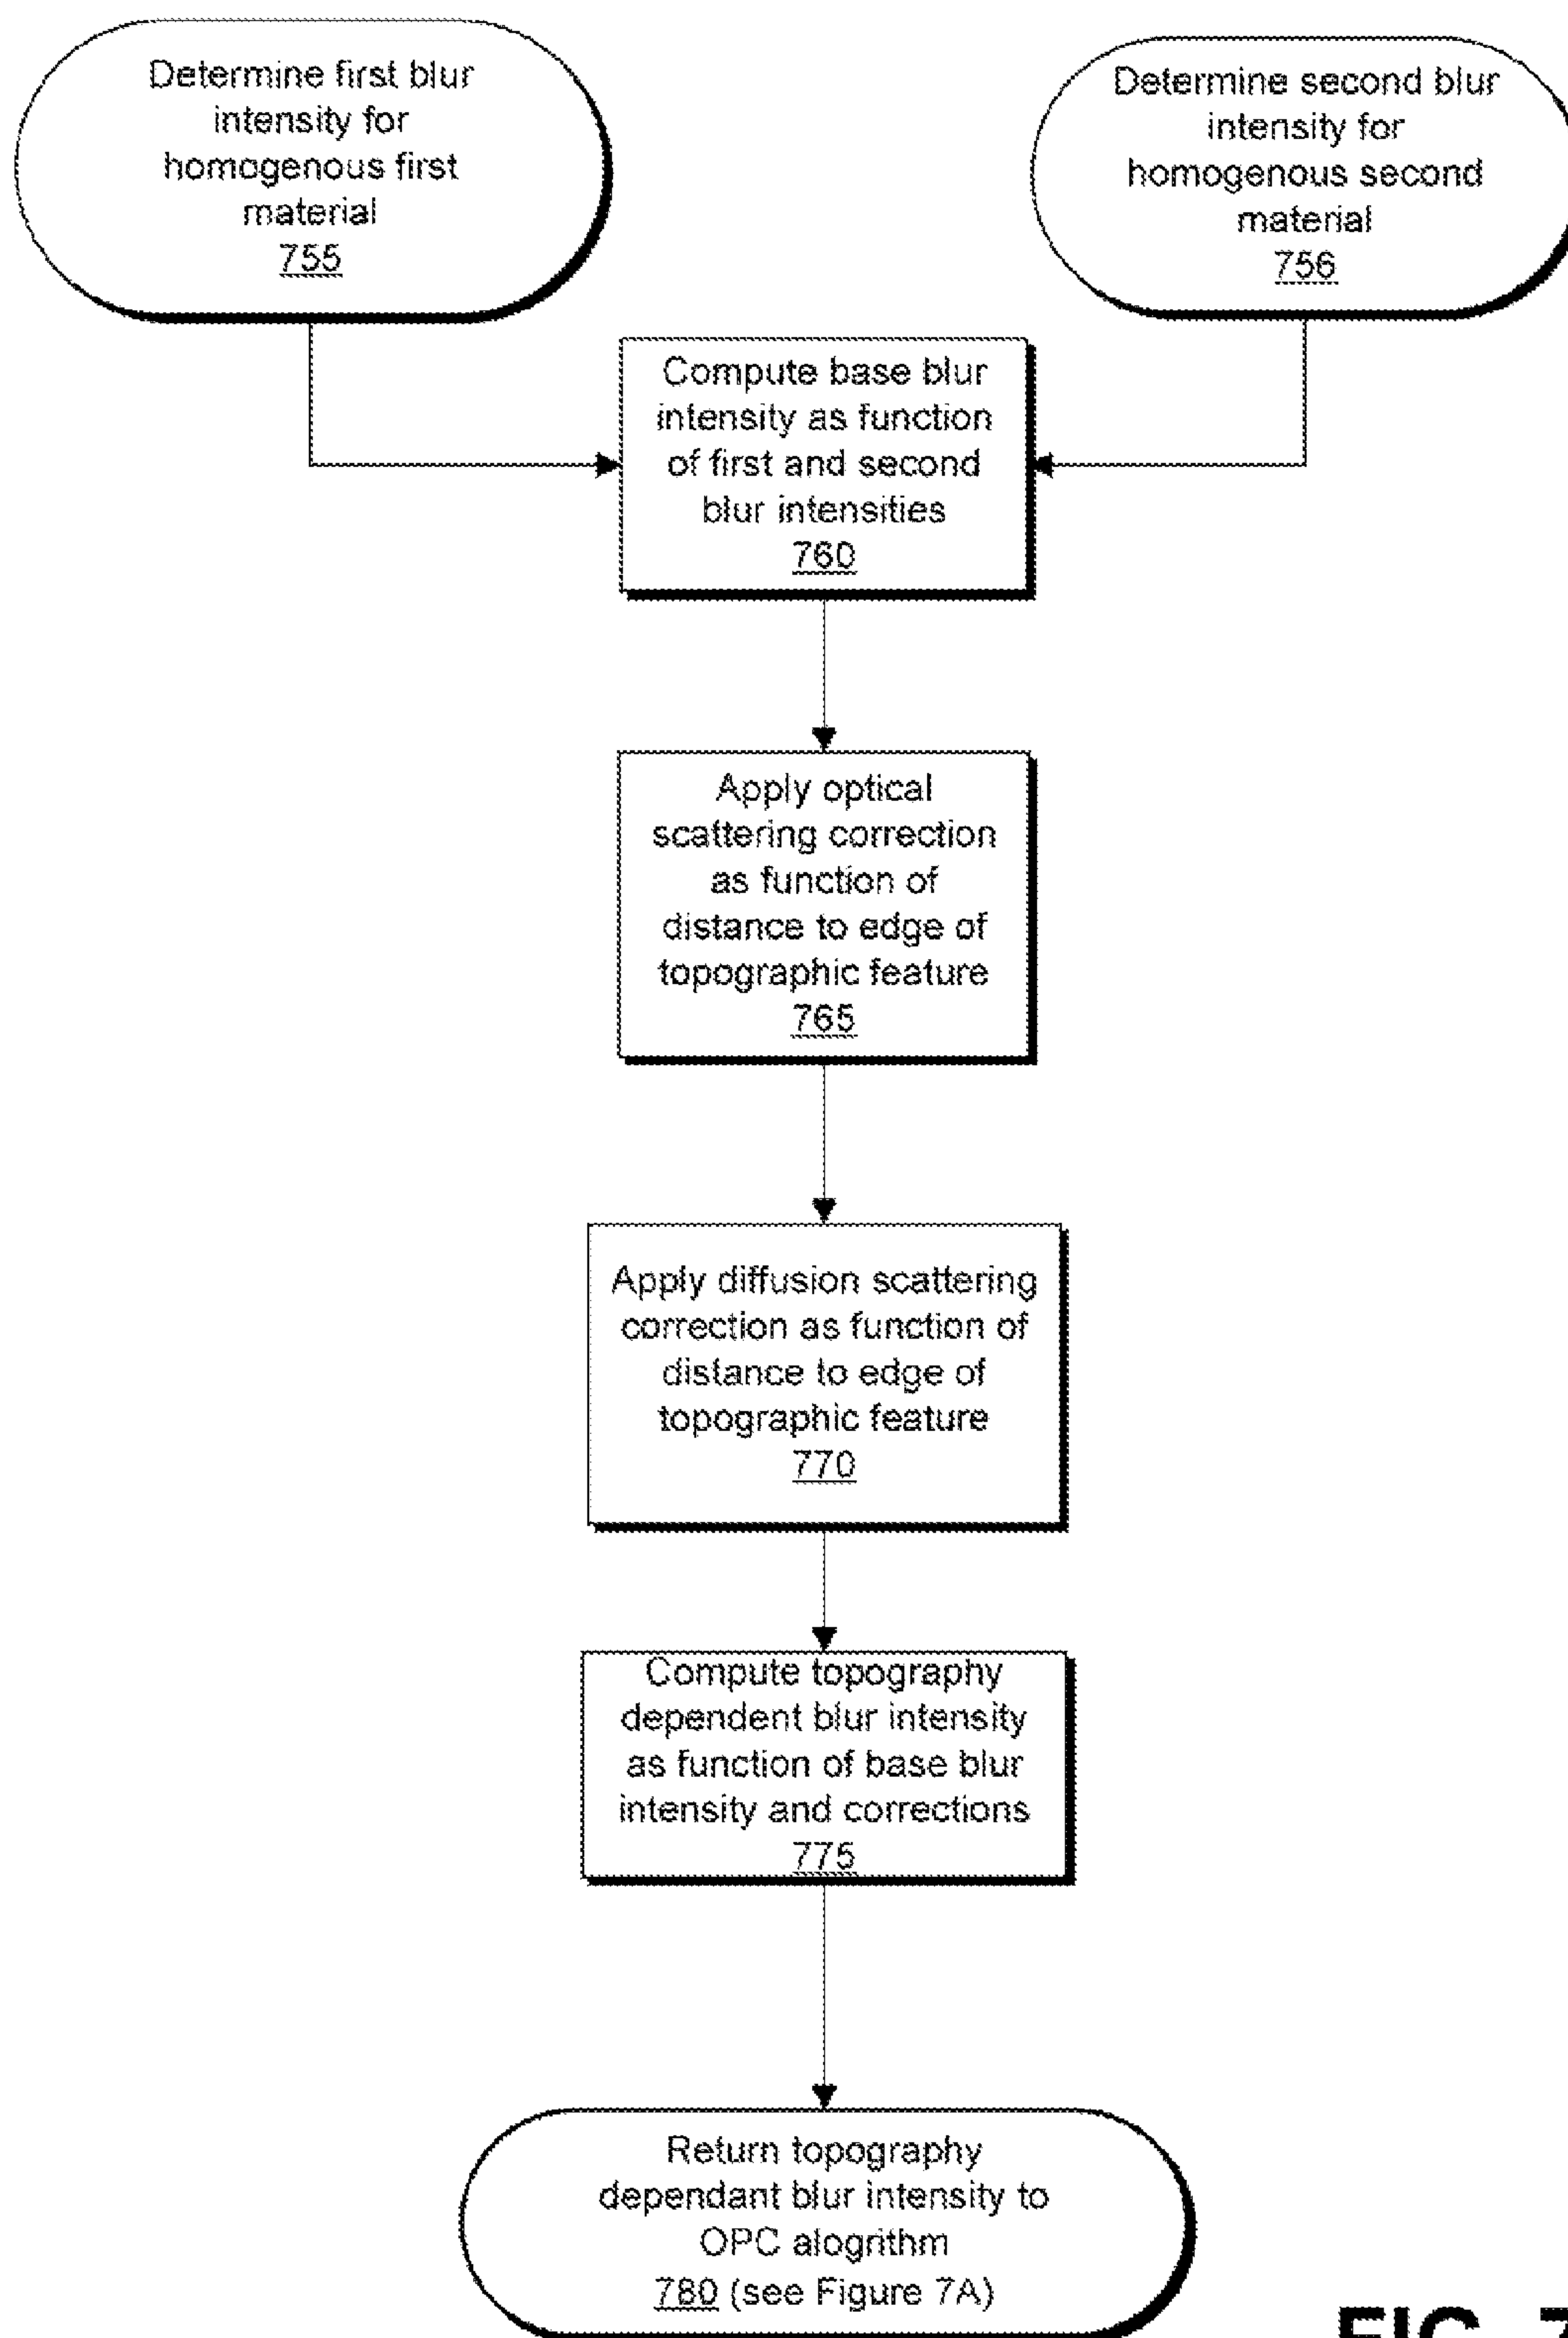 Determine first blur
intensity for
homogenous first
material
755
Determine second blur
intensity for
homogenous second
material
756
Compute base blur
intensity as function
of first and second
blur intensities
760
Apply optical
scattering correction
as function of
distance to edge of
topographic feature
765
Apply diffusion scattering
correction as function of
distance to edge of
topographic feature
770
Compute topography
dependent blur intensity
as function of base blur
intensity and corrections
775
Return topography
dependant blur intensity to
OPC alogrithm
780 (see Figure 7A)
FIG.